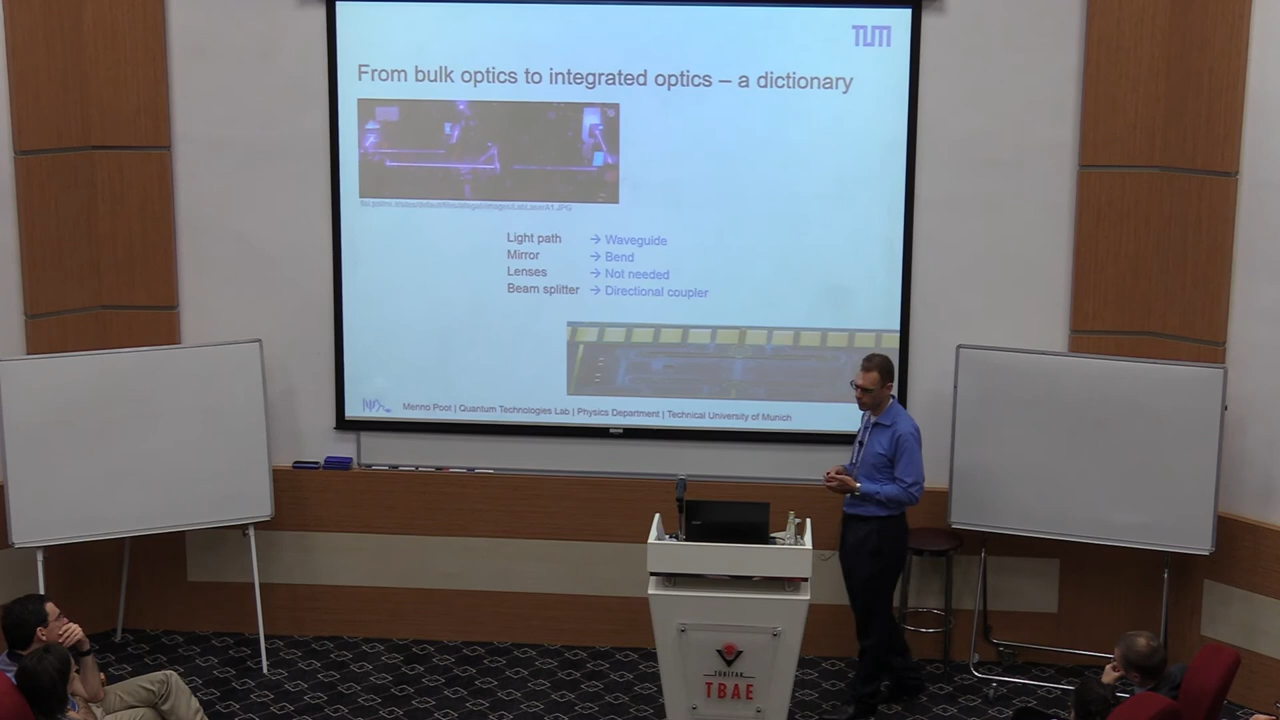 TUM
From bulk optics to integrated optics – a dictionary
Light path → Waveguide
Mirror → Bend
Lenses → Not needed
Beam splitter → Directional coupler
Menno Poot | Quantum Technologies Lab | Physics Department | Technical University of Munich
TÜBİTAK
TBAE